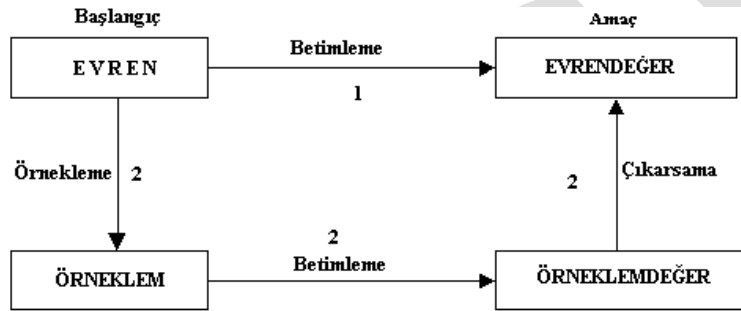 Başlangıç
Amaç
EVREN
Betimleme
EVRENDEĞER
1
Örnekleme 2
2
Çıkarsama
2
ÖRNEKLEM
Betimleme
ÖRNEKLEMDEĞER